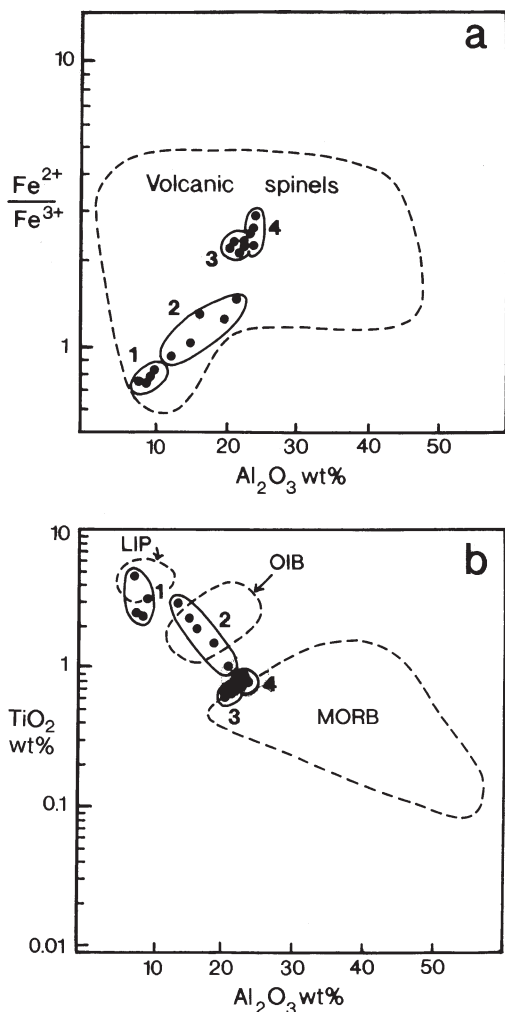 a
10
Fe2+
Fe3+
Volcanic spinels
4
3
2
1
1
10 20 30 40 50
Al2O3 wt%
b
10
LIP
OIB
1
2
1
4
3
TiO2
wt%
MORB
0.1
0.01
10 20 30 40 50
Al2O3 wt%